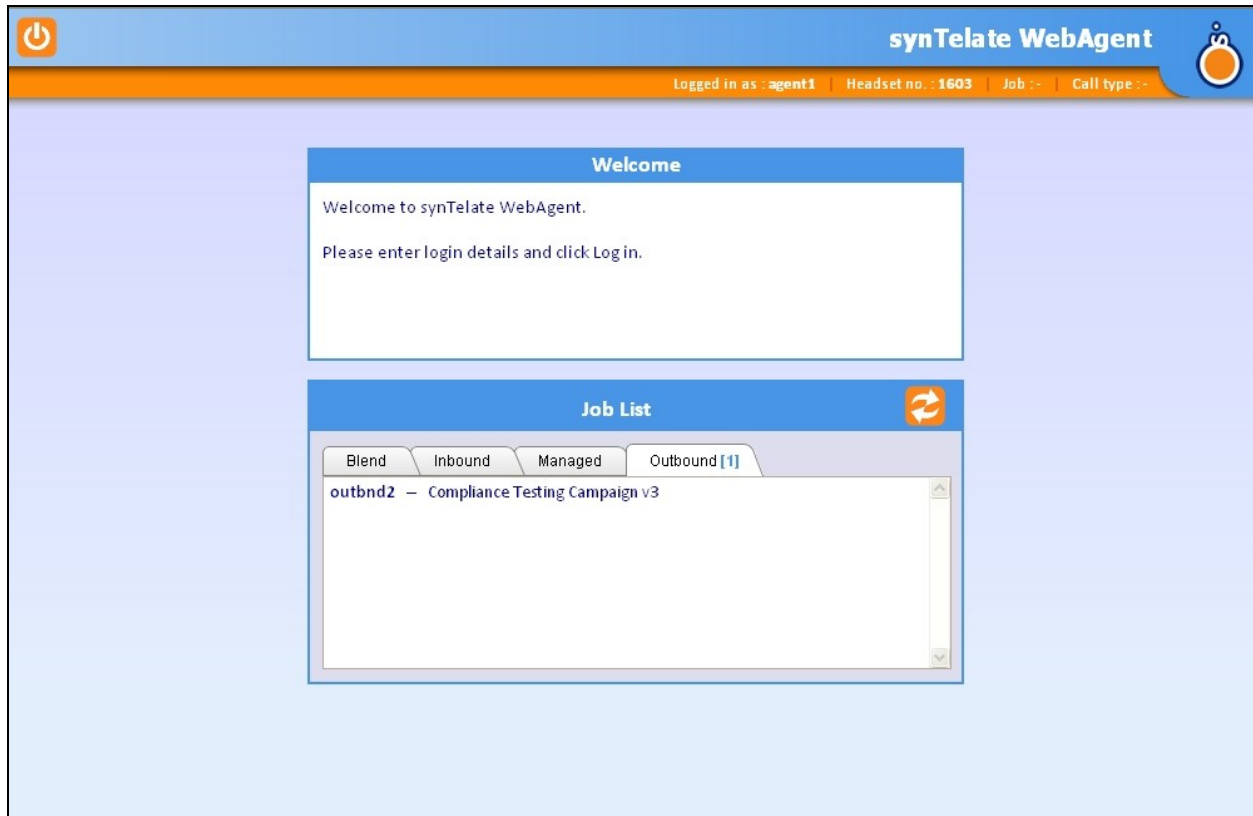 synTelate WebAgent
Logged in as : agent1 | Headset no. : 1603 | Job : - | Call type : -
Welcome
Welcome to synTelate WebAgent.
Please enter login details and click Log in.
Job List
Blend Inbound Managed Outbound [1]
outbnd2 – Compliance Testing Campaign v3